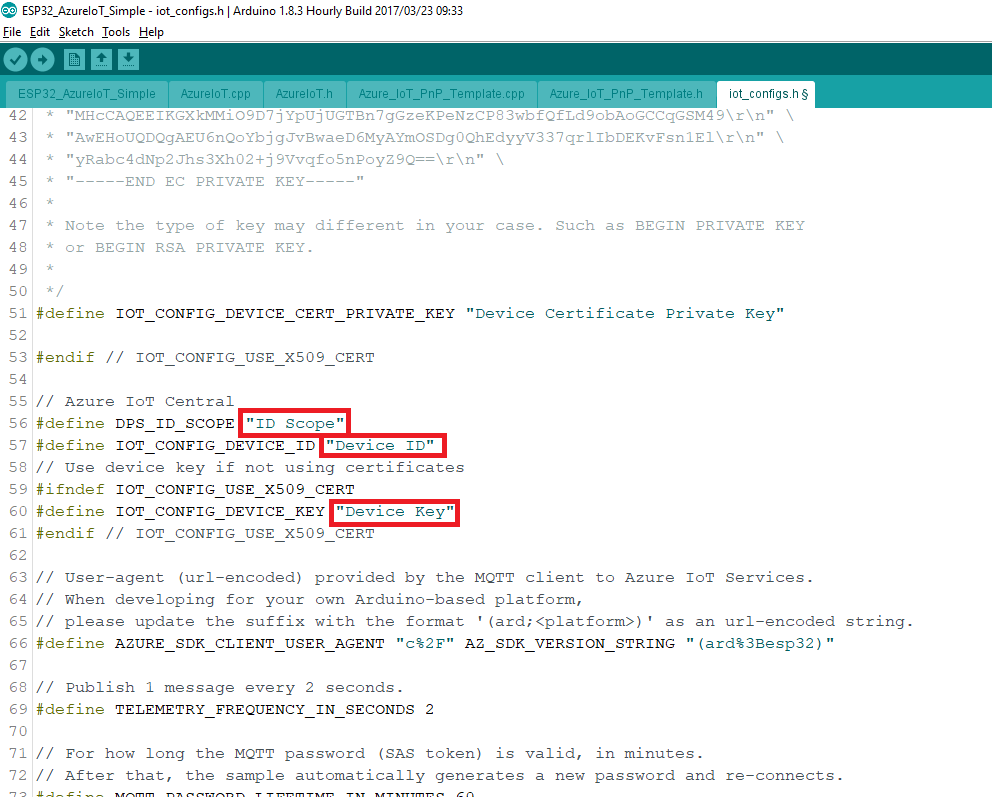 ESP32_AzureIoT_Simple - iot_configs.h | Arduino 1.8.3 Hourly Build 2017/03/23 09:33
File Edit Sketch Tools Help
ESP32_AzureIoT_Simple AzureIoT.cpp AzureIoT.h Azure_IoT_PnP_Template.cpp Azure_IoT_PnP_Template.h iot_configs.h §
42 * "MHcCAQEEIKGXkMMiO9D7jYpUjUGTBn7gGzeKPeNzCP83wbfQfLd9obAoGCCqGSM49\r\n" \
43 * "AwEHoUQDQgAEU6nQoYbjgJvBwaeD6MyAYmOSDg0QhEdyyV337qrlIbDEKvFsn1El\r\n" \
44 * "yRabc4dNp2Jhs3Xh02+j9Vvqfo5nPoyZ9Q==\r\n" \
45 * "-----END EC PRIVATE KEY-----"
46 *
47 * Note the type of key may different in your case. Such as BEGIN PRIVATE KEY
48 * or BEGIN RSA PRIVATE KEY.
49 *
50 */
51 #define IOT_CONFIG_DEVICE_CERT_PRIVATE_KEY "Device Certificate Private Key"
52
53 #endif // IOT_CONFIG_USE_X509_CERT
54
55 // Azure IoT Central
56 #define DPS_ID_SCOPE "ID Scope"
57 #define IOT_CONFIG_DEVICE_ID "Device ID"
58 // Use device key if not using certificates
59 #ifndef IOT_CONFIG_USE_X509_CERT
60 #define IOT_CONFIG_DEVICE_KEY "Device Key"
61 #endif // IOT_CONFIG_USE_X509_CERT
62
63 // User-agent (url-encoded) provided by the MQTT client to Azure IoT Services.
64 // When developing for your own Arduino-based platform,
65 // please update the suffix with the format '(ard;<platform>)' as an url-encoded string.
66 #define AZURE_SDK_CLIENT_USER_AGENT "c%2F" AZ_SDK_VERSION_STRING "(ard%3Besp32)"
67
68 // Publish 1 message every 2 seconds.
69 #define TELEMETRY_FREQUENCY_IN_SECONDS 2
70
71 // For how long the MQTT password (SAS token) is valid, in minutes.
72 // After that, the sample automatically generates a new password and re-connects.
73 #define MQTT_PASSWORD_LIFETIME_IN_MINUTES 60